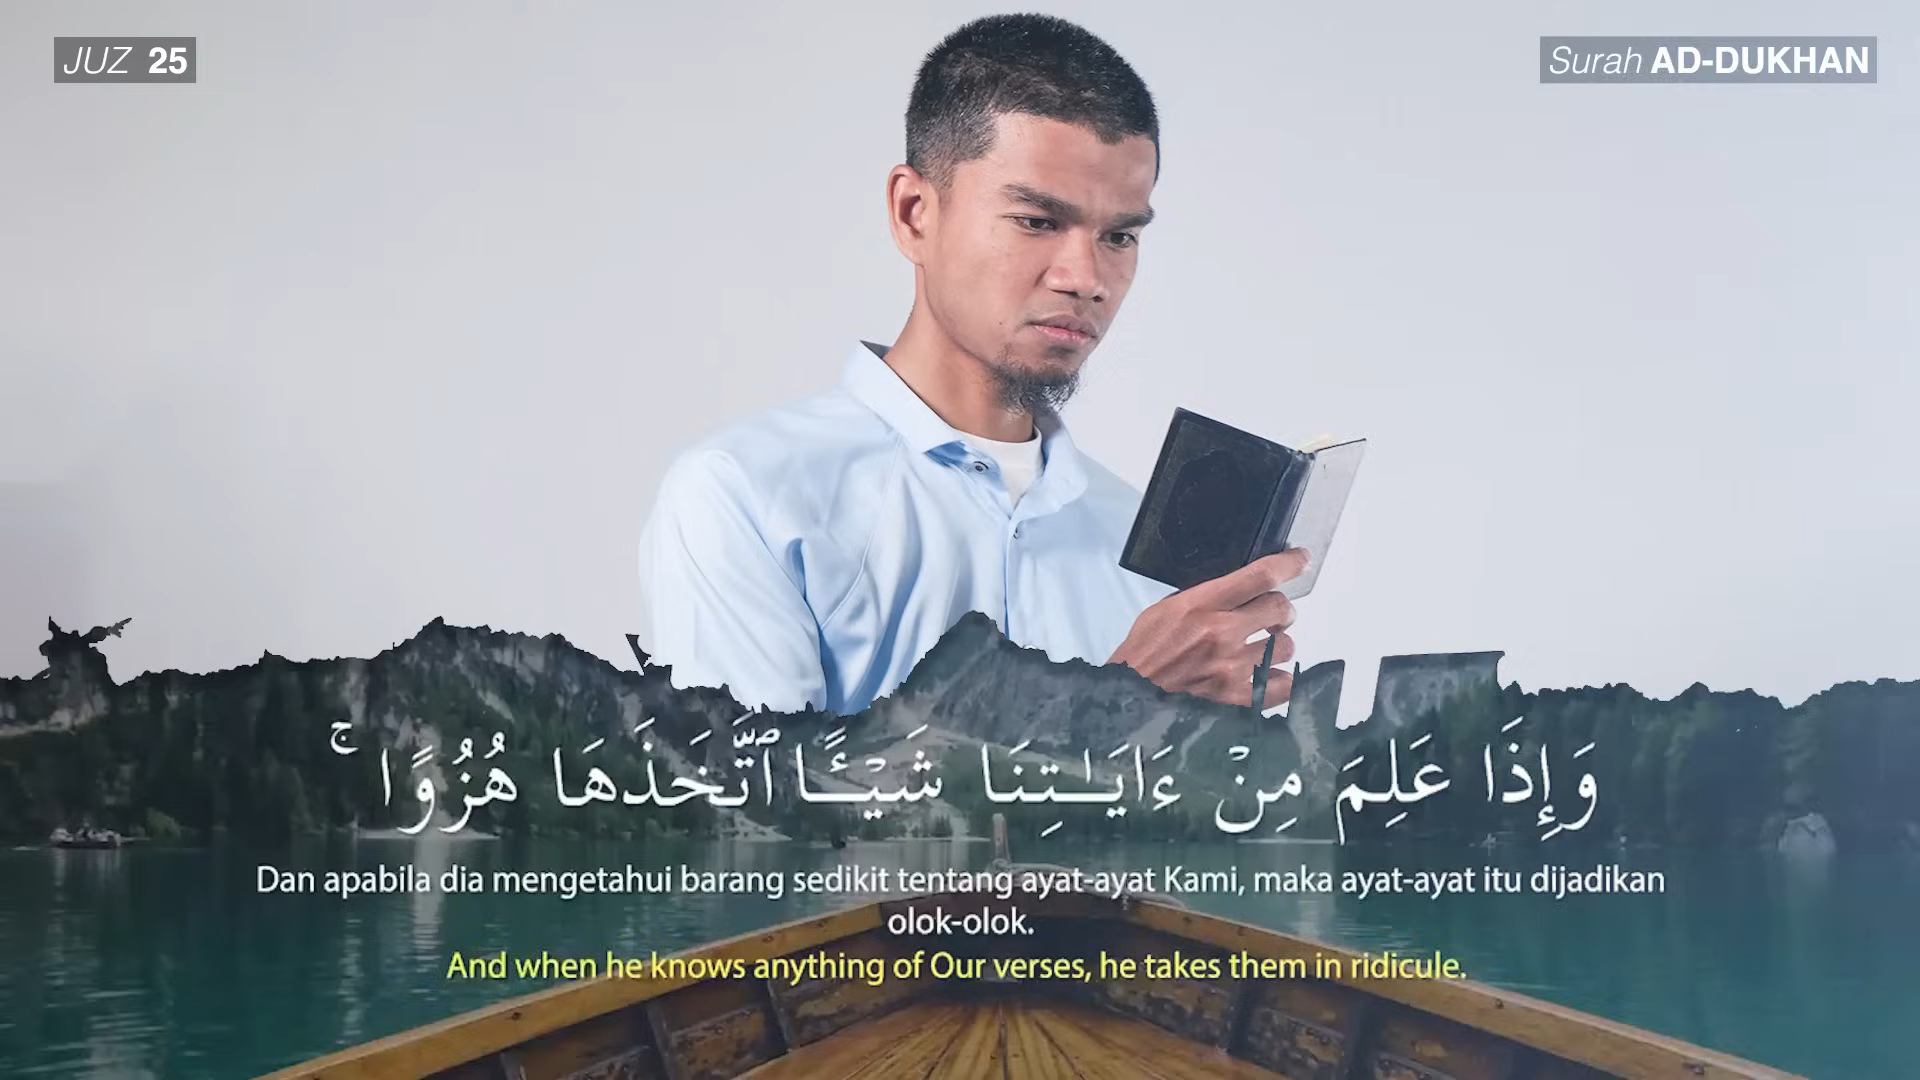 JUZ 25
Surah AD-DUKHAN
وَإِذَا عَلِمَ مِنْ ءَايَـٰتِنَا شَيْـًٔا ٱتَّخَذَهَا هُزُوًا ۚ
Dan apabila dia mengetahui barang sedikit tentang ayat-ayat Kami, maka ayat-ayat itu dijadikan
olok-olok.
And when he knows anything of Our verses, he takes them in ridicule.